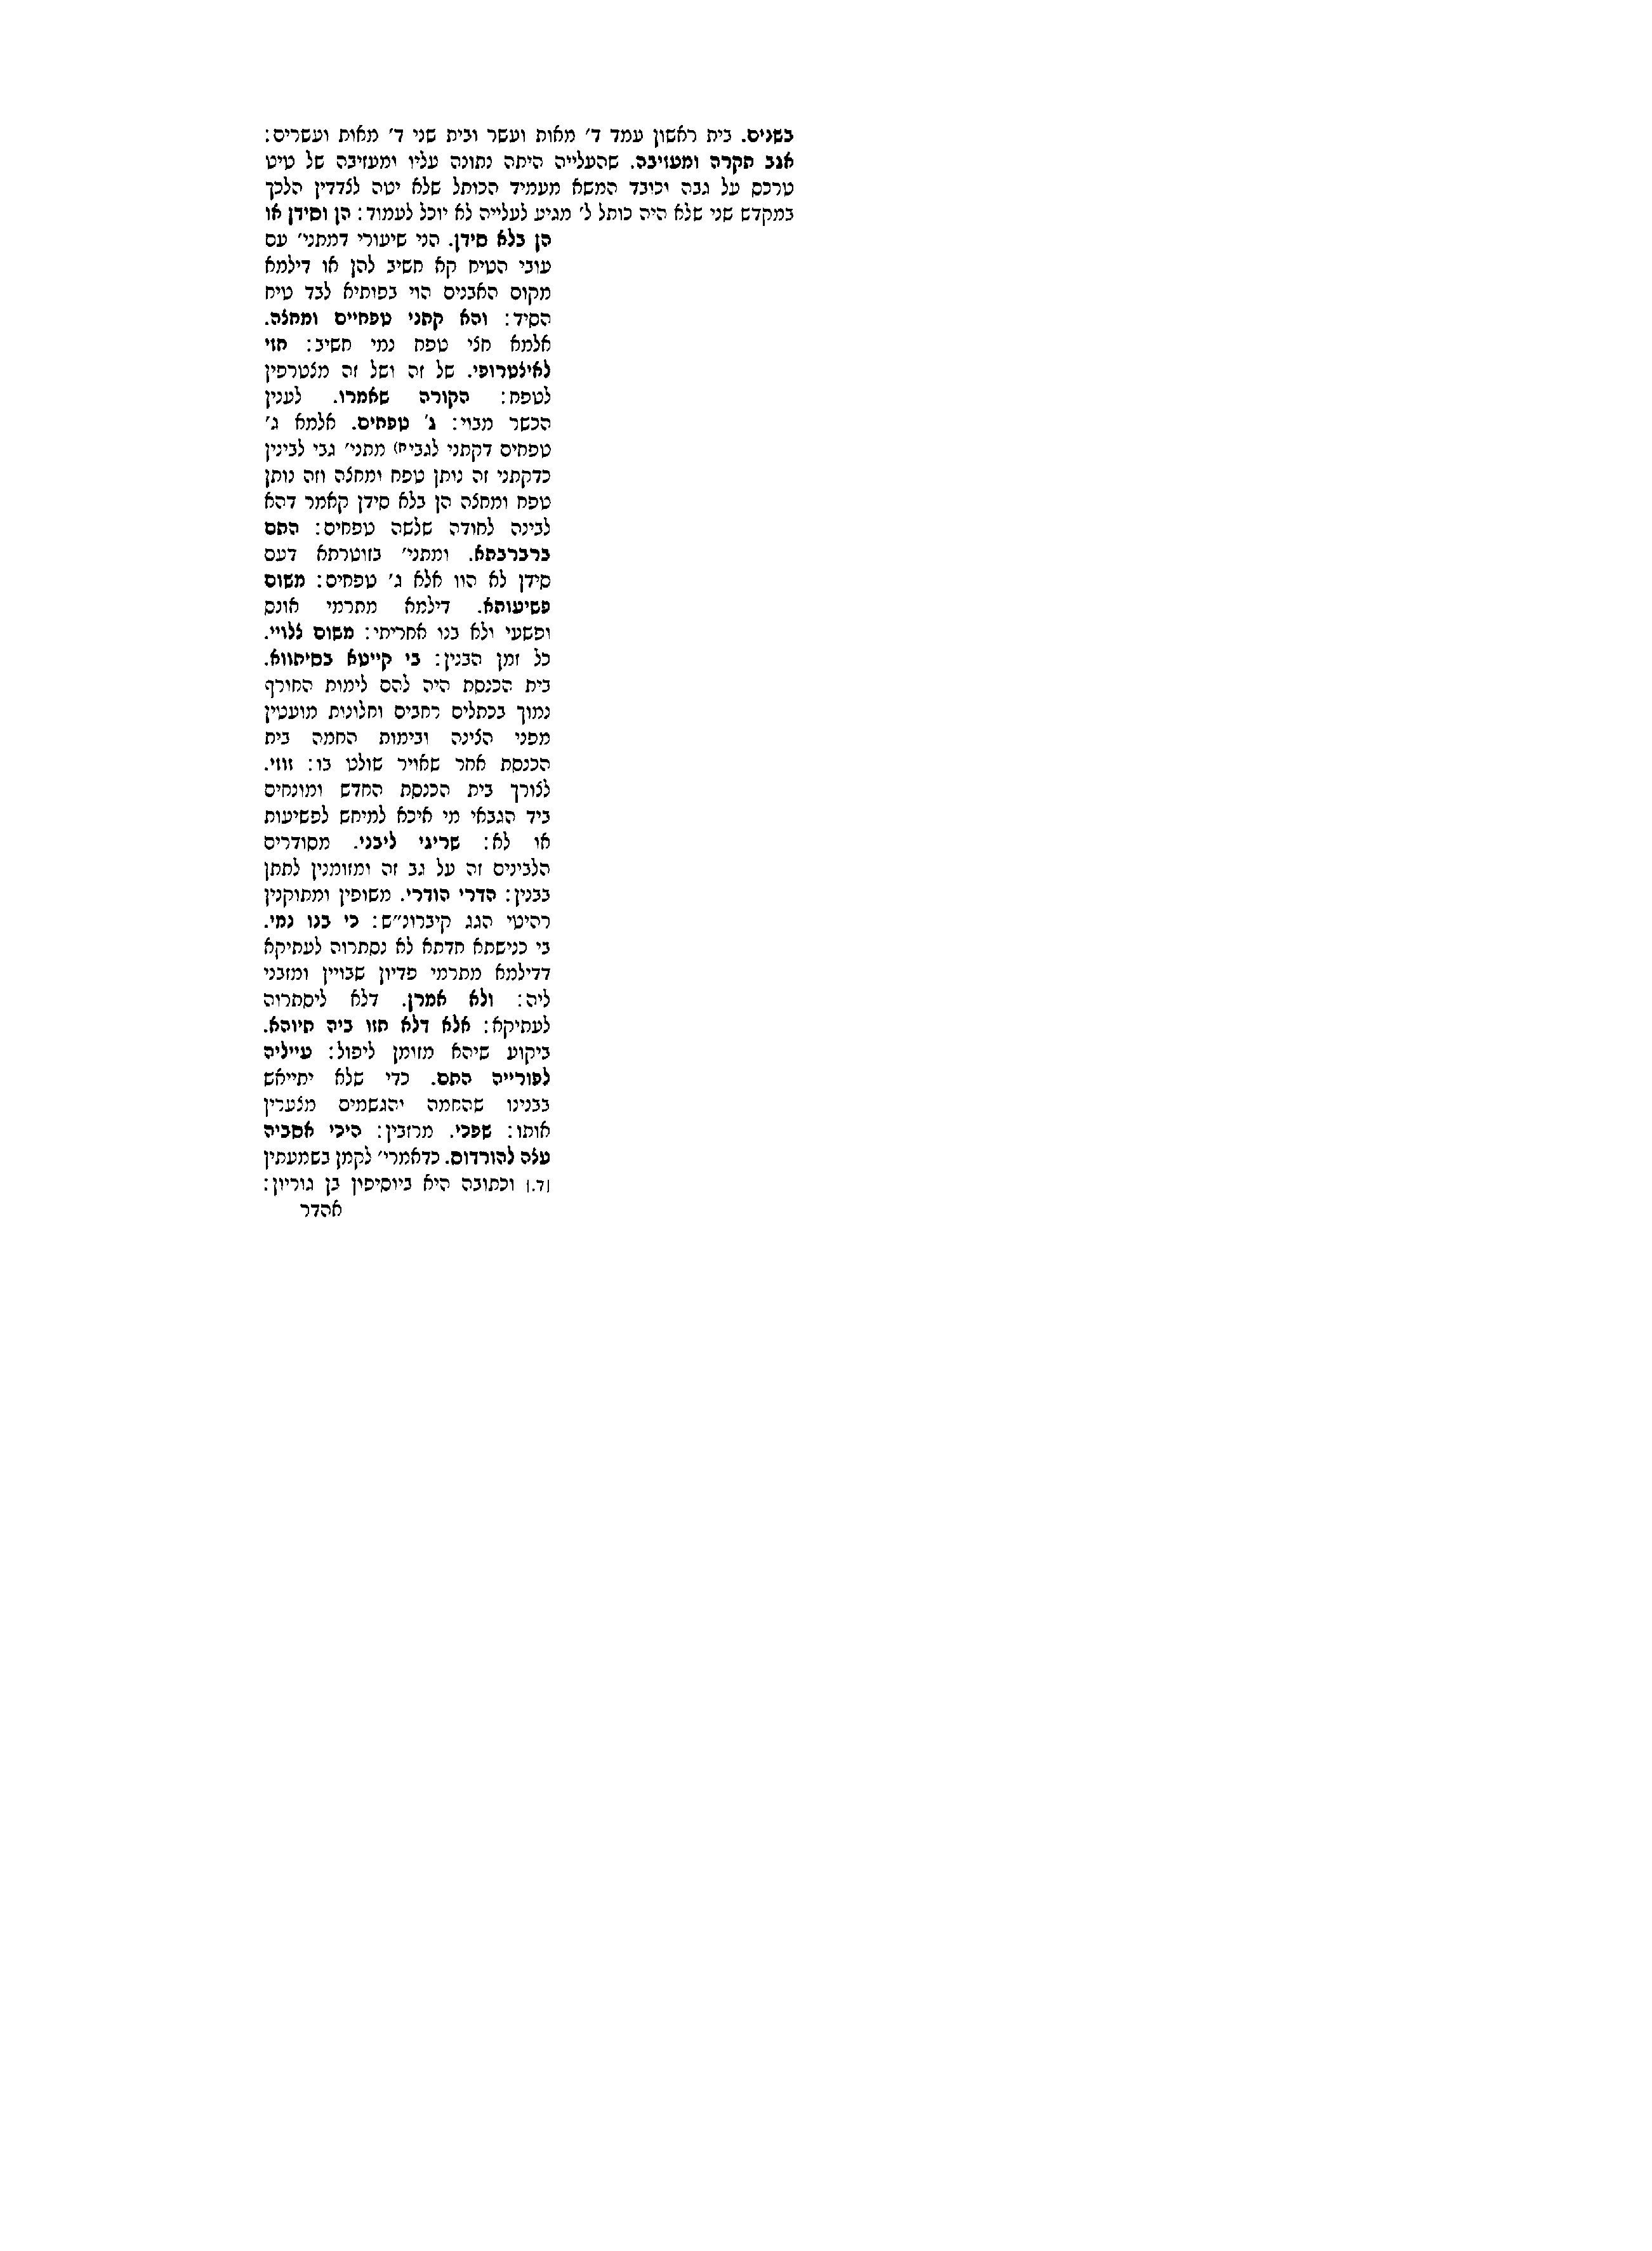 בשנים. בית ראשון עמד ד' מאות ועשר ובית שני ד' מאות ועשרים:
אגב תקרה ומעזיבה. שהעלייה היתה נתונה עליו ומעזיבה של טיט
טרכס על גבה וכובד המשא מעמיד הכותל שלא יטה לצדדין הלכך
במקדש שני שלא היה כותל ל' מגיע לעלייה לא יוכל לעמוד: הן וסידן או
הן בלא סידן. הני שיעורי דמתני' עם
עובי הטיח קא חשיב להן או דילמא
מקום האבנים הוי בפותיא לבד טיח
הסיד: והא קתני טפחיים ומחצה.
אלמא חצי טפח נמי חשיב: חזי
לאיצטרופי. של זה ושל זה מצטרפין
לטפח: הקורה שאמרו. לענין
הכשר מבוי: ג' טפחים. אלמא ג'
טפחים דקתני לגביח) מתני' גבי לבינין
כדקתני זה נותן טפח ומחצה וזה נותן
טפח ומחצה הן בלא סידן קאמר דהא
לבינה לחודה שלשה טפחים: התם
ברברבתא. ומתני' בזוטרתא דעם
סידן לא הוו אלא ג' טפחים: משום
פשיעותא. דילמא מתרמי אונס
ופשעי ולא בנו אחריתי: משום צלויי.
כל זמן הבנין: בי קייטא בסיתווא.
בית הכנסת היה להם לימות החורף
נמוך בכתלים רחבים וחלונות מועטין
מפני הצינה ובימות החמה בית
הכנסת אחר שאויר שולט בו: זוזי.
לצורך בית הכנסת החדש ומונחים
ביד הגבאי מי איכא למיחש לפשיעות
או לא: שריגי ליבני. מסודרים
הלבינים זה על גב זה ומזומנין לתתן
בבנין: הדרי הודרי. משופין ומתוקנין
רהיטי הגג קיברונ"ש: כי בנו נמי.
בי כנישתא חדתא לא נסתרוה לעתיקא
דדילמא מתרמי פדיון שבויין ומזבני
ליה: ולא אמרן. דלא ליסתרוה
לעתיקא: אלא דלא חזו ביה תיוהא.
ביקוע שיהא מזומן ליפול: עייליה
לפורייה התם. כדי שלא יתייאש
בבנינו שהחמה והגשמים מצערין
אותו: שפכי. מרזבין: היכי אסביה
עצה להורדוס. כדאמרי' לקמן בשמעתין
[ד.] וכתובה היא ביוסיפון בן גוריון:
אהדר